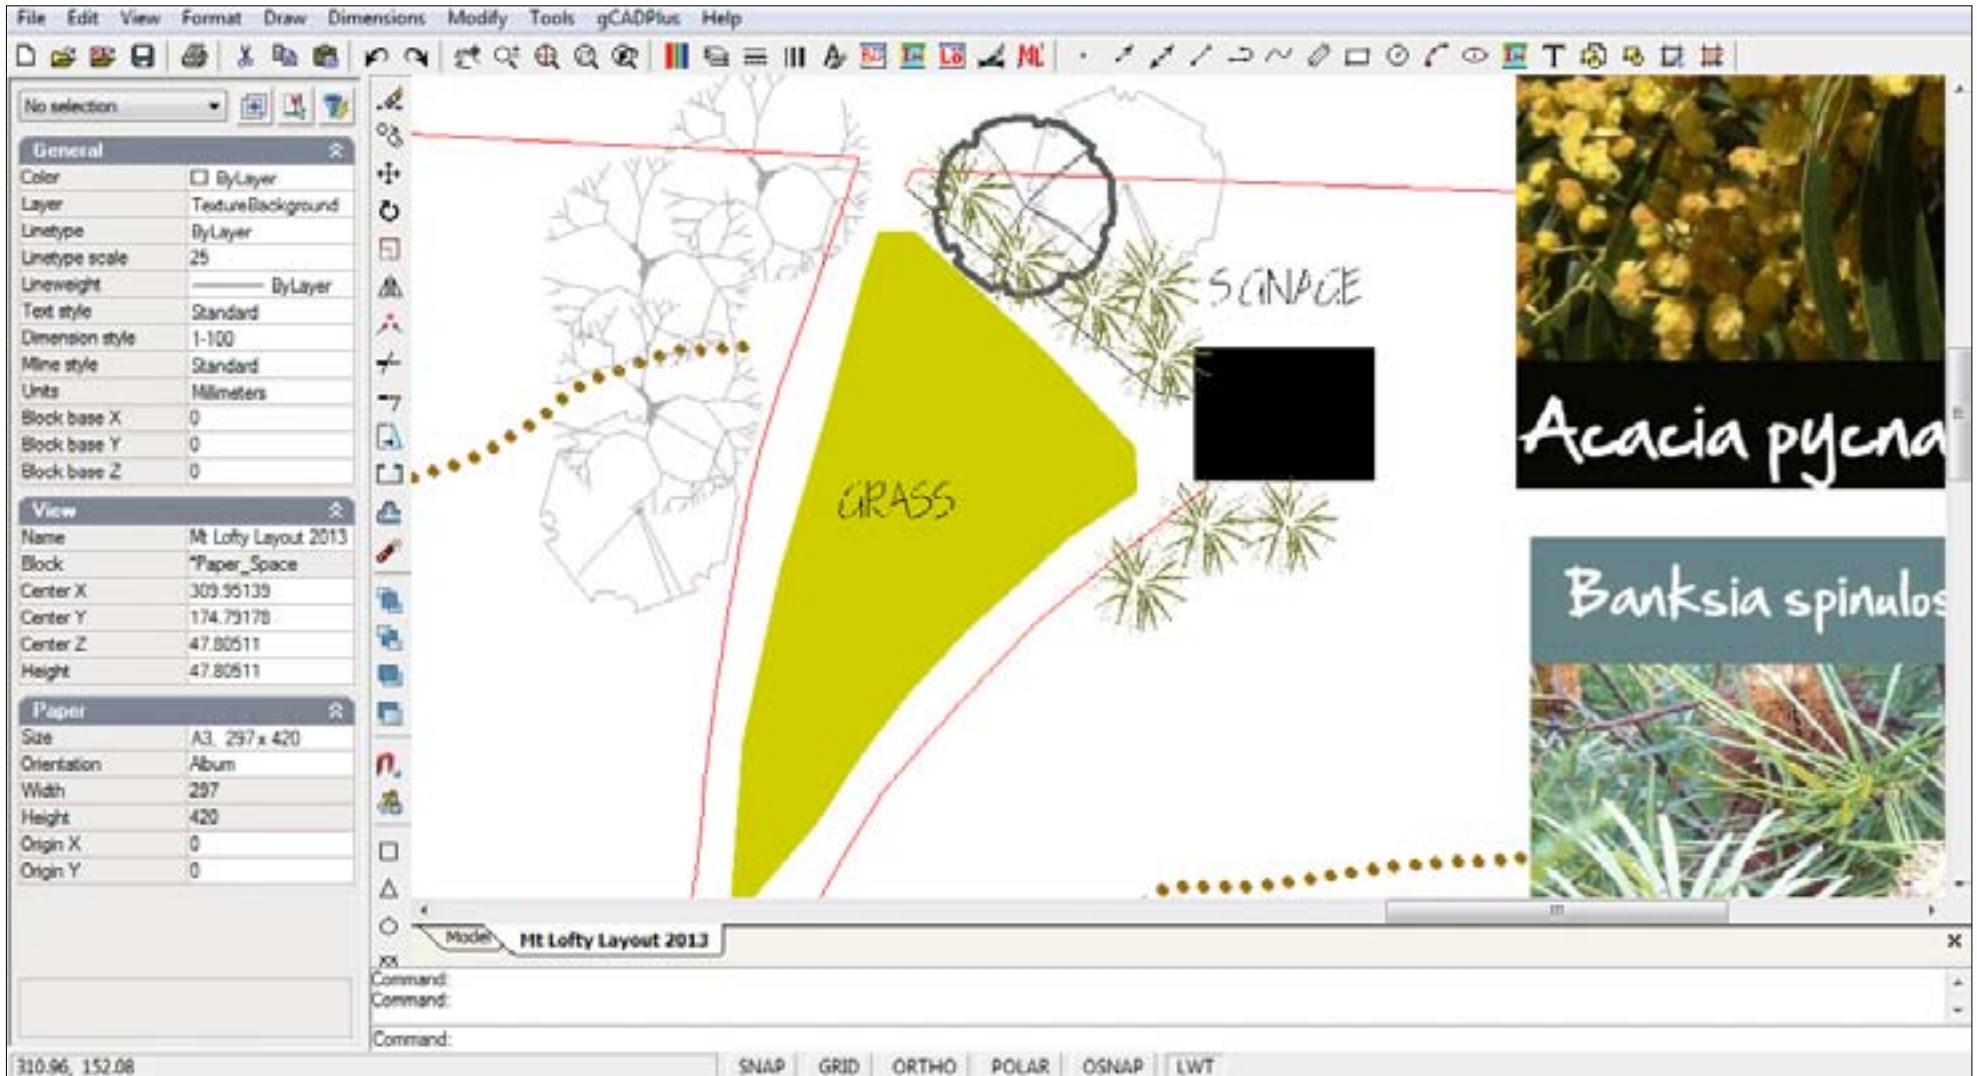 File Edit View Format Draw Dimensions Modify Tools gCADPlus Help
No selection
General
Color ByLayer
Layer TextureBackground
Linetype ByLayer
Linetype scale 25
Lineweight ByLayer
Text style Standard
Dimension style 1-100
Mline style Standard
Units Millimeters
Block base X 0
Block base Y 0
Block base Z 0
View
Name Mt Lofty Layout 2013
Block *Paper_Space
Center X 309.95139
Center Y 174.79178
Center Z 47.80511
Height 47.80511
Paper
Size A3, 297 x 420
Orientation Album
Width 297
Height 420
Origin X 0
Origin Y 0
SIGNAGE
GRASS
Acacia pycna
Banksia spinulos
Model Mt Lofty Layout 2013
Command:
Command:
Command:
310.96, 152.08 SNAP GRID ORTHO POLAR OSNAP LWT